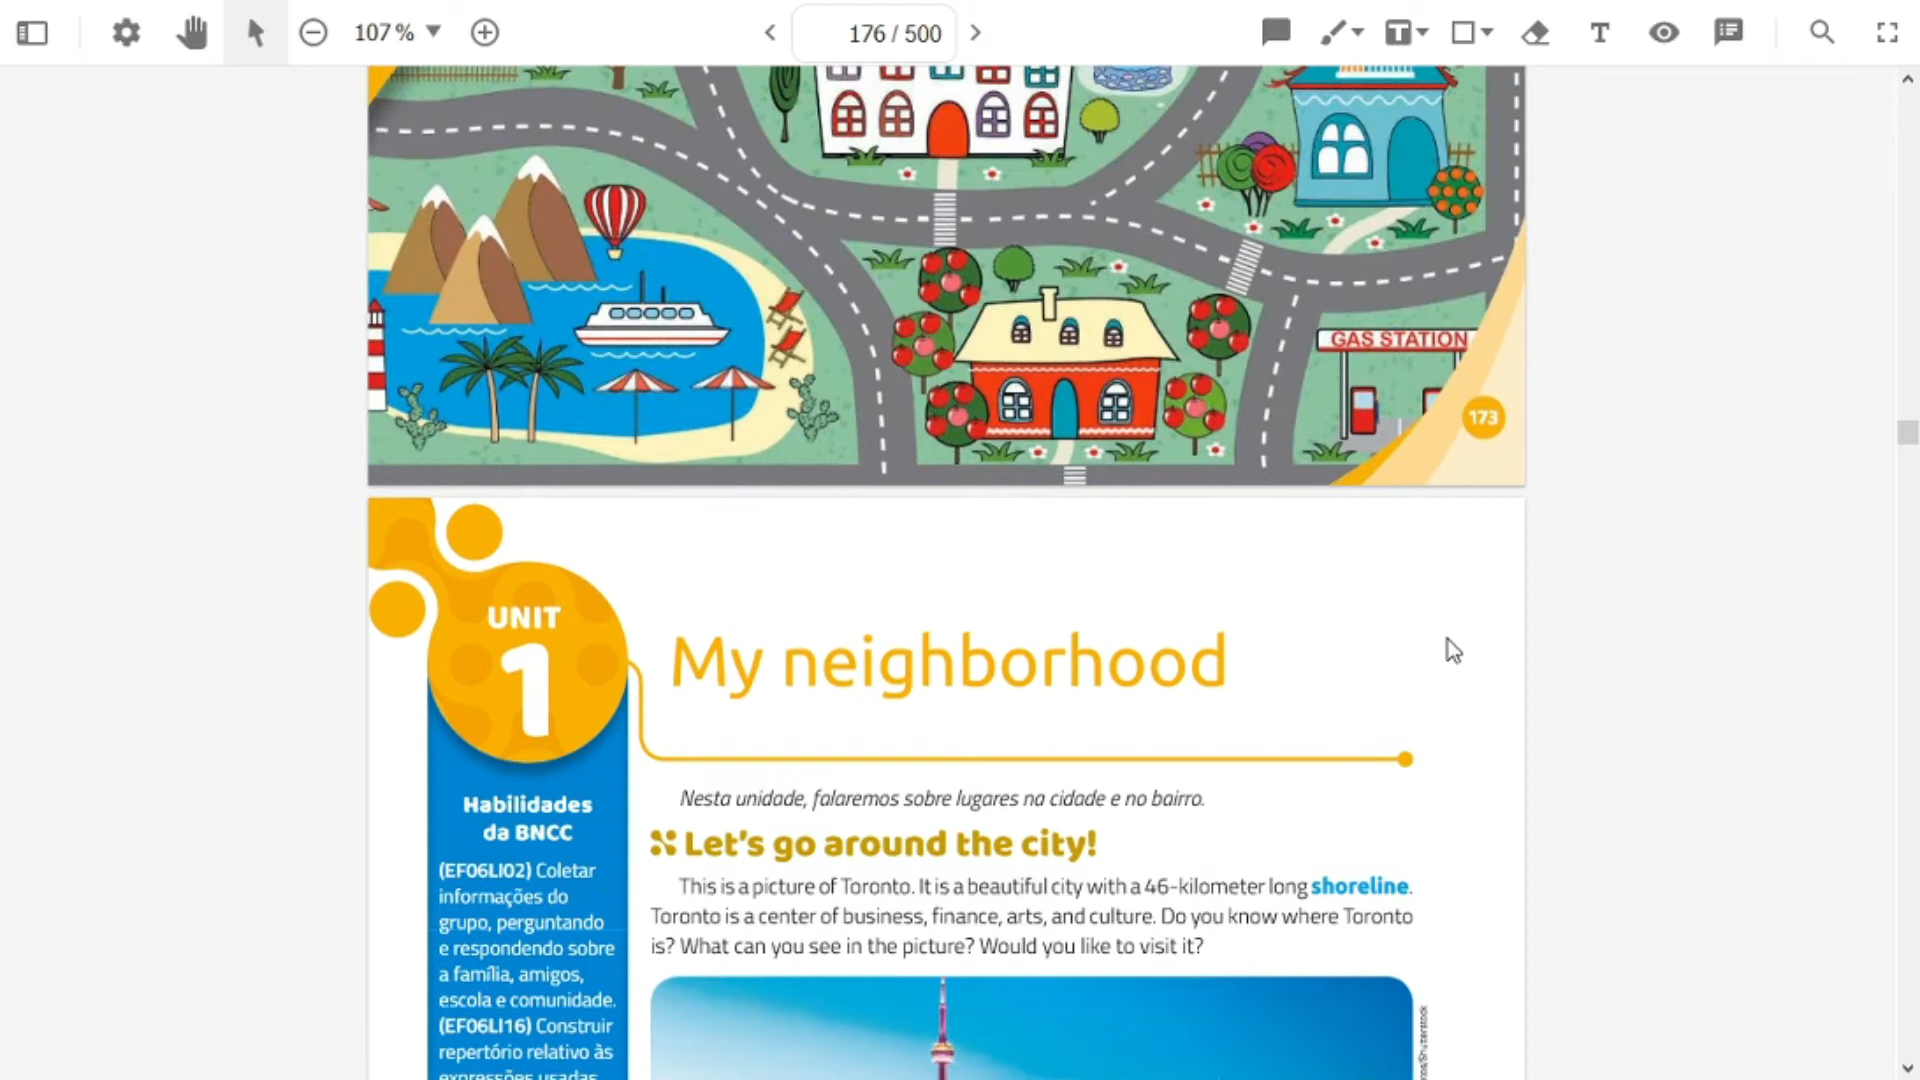 107 %
176 / 500
GAS STATION
173
UNIT
1
My neighborhood
Habilidades
da BNCC
(EF06LI02) Coletar
informações do
grupo, perguntando
e respondendo sobre
a família, amigos,
escola e comunidade.
(EF06LI16) Construir
repertório relativo às
expressões usadas
Nesta unidade, falaremos sobre lugares na cidade e no bairro.
Let's go around the city!
This is a picture of Toronto. It is a beautiful city with a 46-kilometer long shoreline.
Toronto is a center of business, finance, arts, and culture. Do you know where Toronto
is? What can you see in the picture? Would you like to visit it?